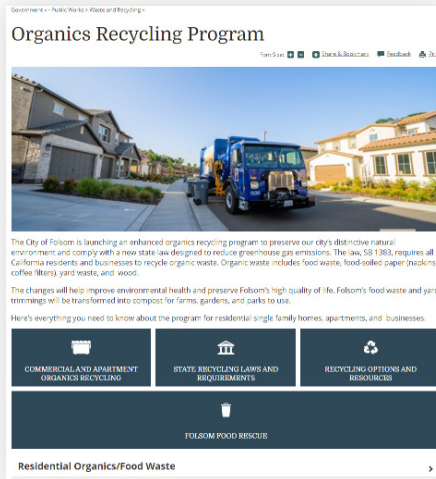 Government » Public Works » Waste and Recycling »
Organics Recycling Program
Font Size: + - + Share & Bookmark Feedback
The City of Folsom is launching an enhanced organics recycling program to preserve our city's distinctive natural
environment and comply with a new state law designed to reduce greenhouse gas emissions. The law, SB 1383, requires all
California residents and businesses to recycle organic waste. Organic waste includes food waste, food-soiled paper (napkins
coffee filters), yard waste, and wood.
The changes will help improve environmental health and preserve Folsom's high quality of life. Folsom's food waste and yard
trimmings will be transformed into compost for farms, gardens, and parks to use.
Here's everything you need to know about the program for residential single family homes, apartments, and businesses.
COMMERCIAL AND APARTMENT
ORGANICS RECYCLING
STATE RECYCLING LAWS AND
REQUIREMENTS
RECYCLING OPTIONS AND
RESOURCES
FOLSOM FOOD RESCUE
Residential Organics/Food Waste